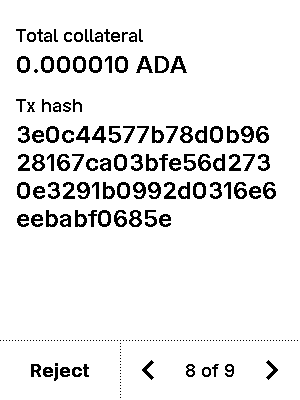 Total collateral
0.000010 ADA
Tx hash
3e0c44577b78d0b96
28167ca03bfe56d273
0e3291b0992d0316e6
eebabf0685e
Reject
8 of 9